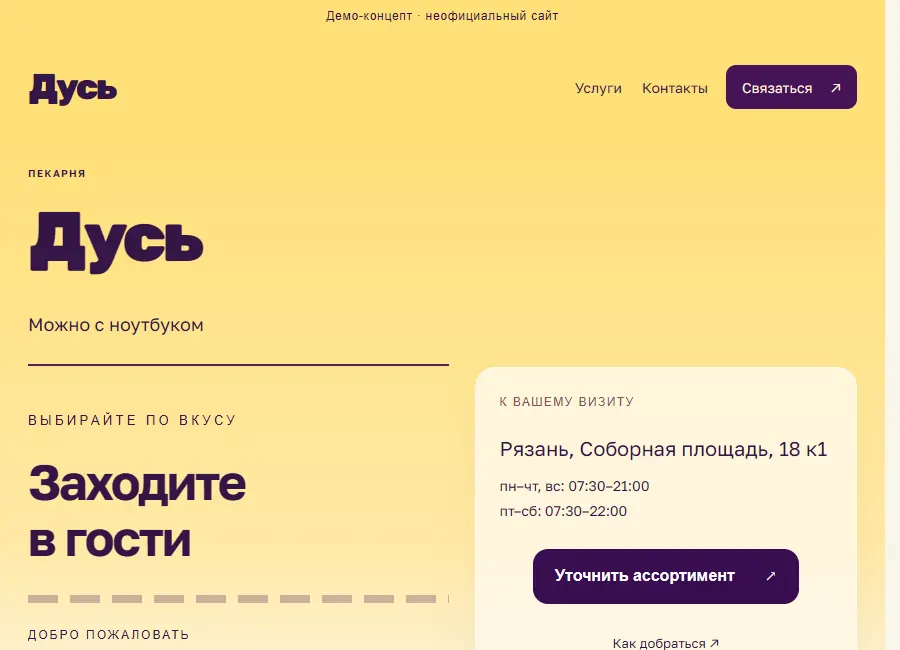 Демо-концепт · неофициальный сайт
Дусь
Услуги
Контакты
Связаться ↗
ПЕКАРНЯ
Дусь
Можно с ноутбуком
ВЫБИРАЙТЕ ПО ВКУСУ
Заходите
в гости
ДОБРО ПОЖАЛОВАТЬ
К ВАШЕМУ ВИЗИТУ
Рязань, Соборная площадь, 18 к1
пн–чт, вс: 07:30–21:00
пт–сб: 07:30–22:00
Уточнить ассортимент ↗
Как добраться ↗